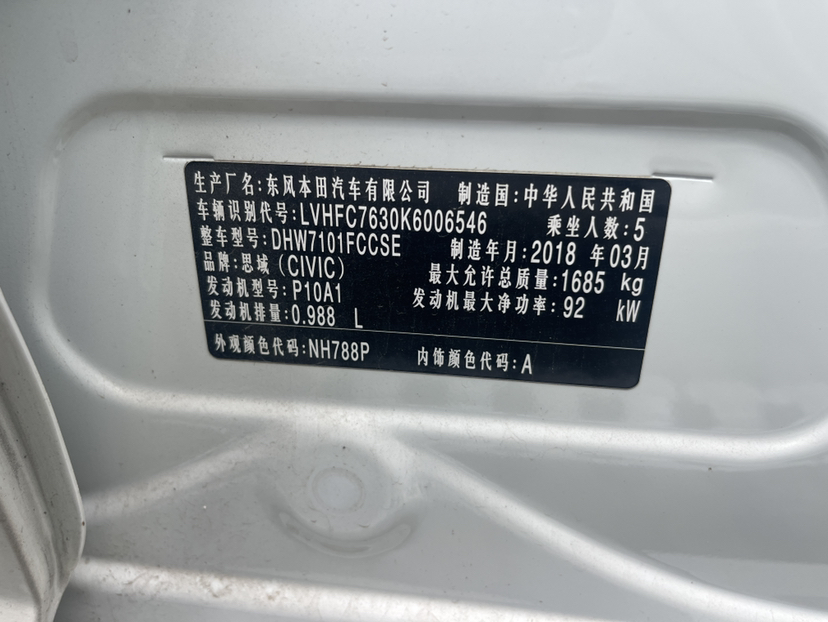 生产厂名:东风本田汽车有限公司 制造国:中华人民共和国
车辆识别代号:LVHFC7630K6006546 乘坐人数:5
整车型号:DHW7101FCCSE 制造年月:2018 年03月
品牌:思域(CIVIC) 最大允许总质量:1685 kg
发动机型号:P10A1 发动机最大净功率:92 kW
发动机排量:0.988 L
外观颜色代码:NH788P 内饰颜色代码:A